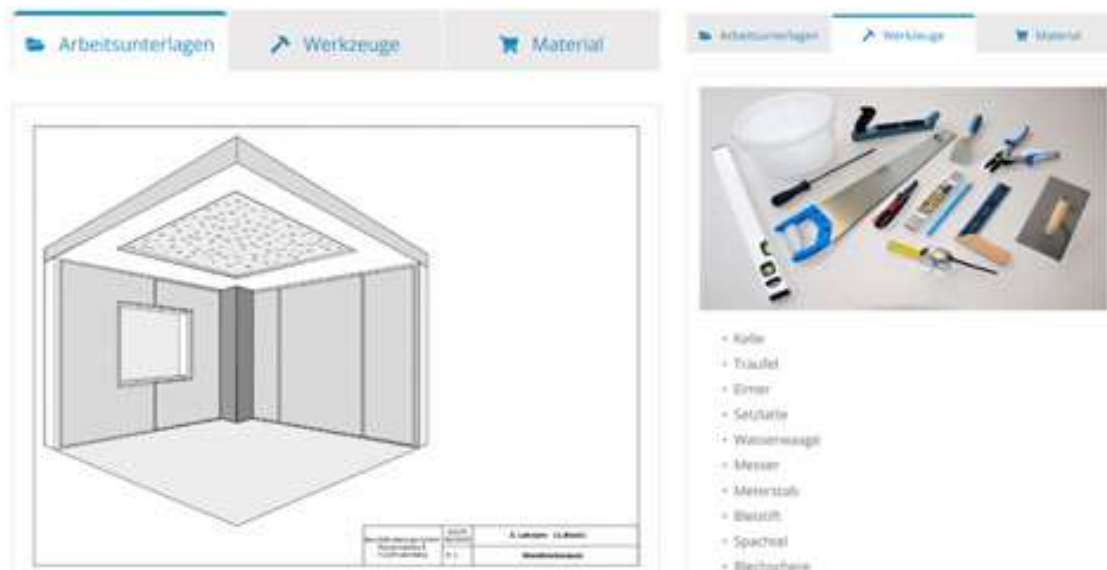 Arbeitsunterlagen Werkzeuge Material
Arbeitsunterlagen Werkzeuge Material
• Kelle
• Traufel
• Eimer
• Setzlatte
• Wasserwaage
• Messer
• Meterstab
• Bleistift
• Spachtel
• Blechschere